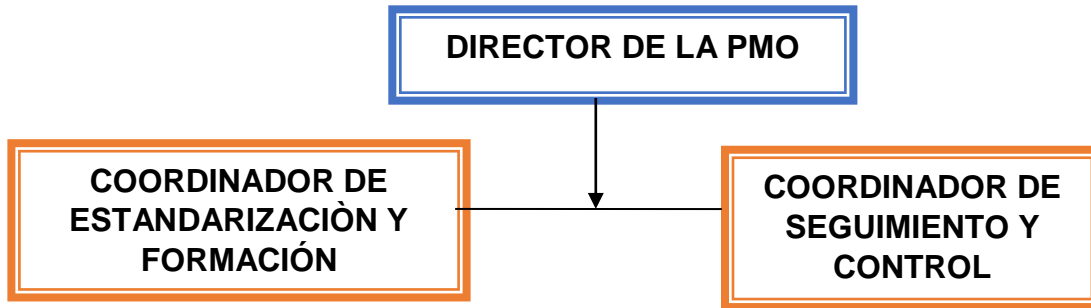 DIRECTOR DE LA PMO
COORDINADOR DE
ESTANDARIZACIÒN Y
FORMACIÓN
COORDINADOR DE
SEGUIMIENTO Y
CONTROL